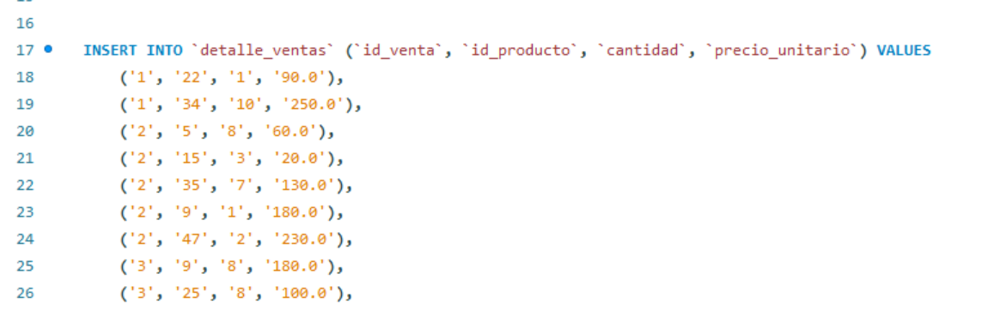 16
17 INSERT INTO `detalle_ventas` (`id_venta`, `id_producto`, `cantidad`, `precio_unitario`) VALUES
18 ('1', '22', '1', '90.0'),
19 ('1', '34', '10', '250.0'),
20 ('2', '5', '8', '60.0'),
21 ('2', '15', '3', '20.0'),
22 ('2', '35', '7', '130.0'),
23 ('2', '9', '1', '180.0'),
24 ('2', '47', '2', '230.0'),
25 ('3', '9', '8', '180.0'),
26 ('3', '25', '8', '100.0'),